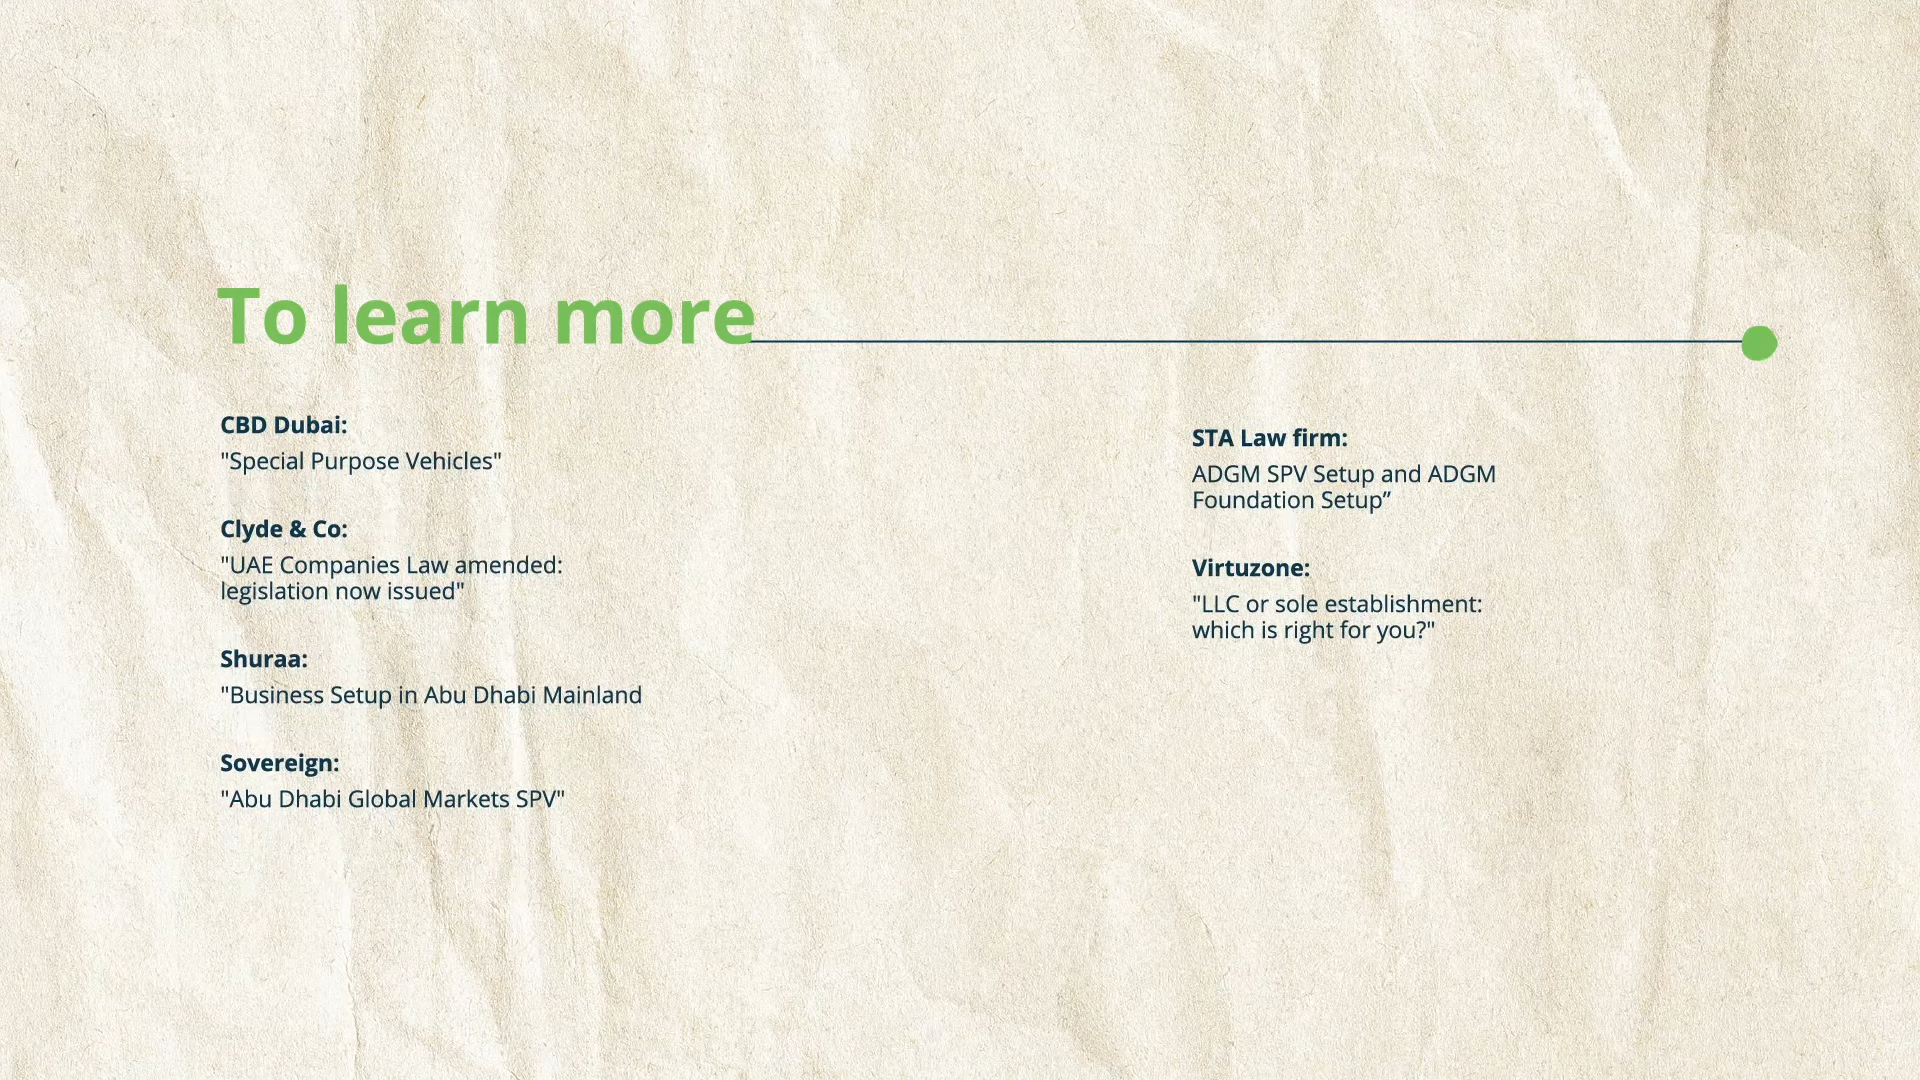 To learn more
CBD Dubai:
"Special Purpose Vehicles"
Clyde & Co:
"UAE Companies Law amended:
legislation now issued"
Shuraa:
"Business Setup in Abu Dhabi Mainland
Sovereign:
"Abu Dhabi Global Markets SPV"
STA Law firm:
ADGM SPV Setup and ADGM
Foundation Setup”
Virtuzone:
"LLC or sole establishment:
which is right for you?"